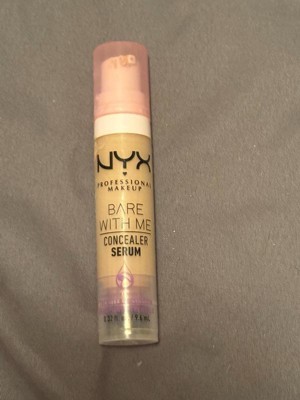 NYX
PROFESSIONAL
MAKEUP
BARE
WITH ME
CONCEALER
SERUM